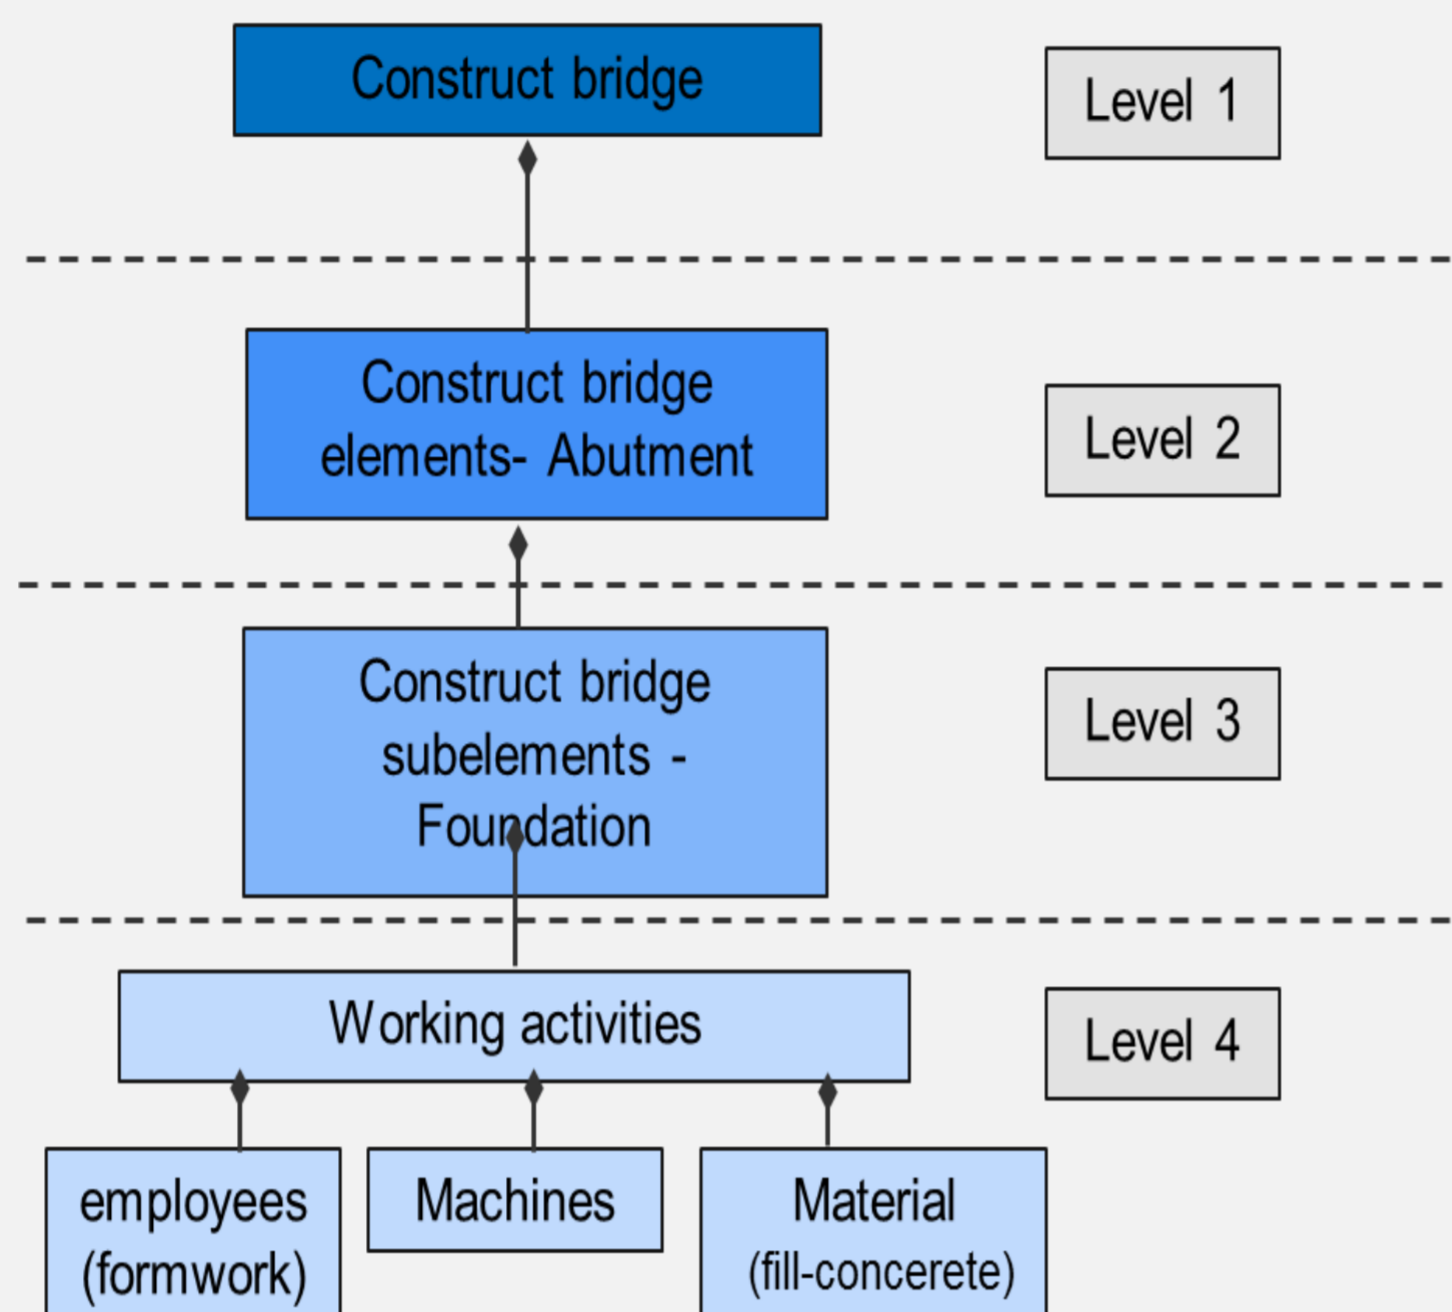 Construct bridge
Level 1
Construct bridge
elements- Abutment
Level 2
Construct bridge
subelements -
Foundation
Level 3
Working activities
Level 4
employees
(formwork)
Machines
Material
(fill-concerete)